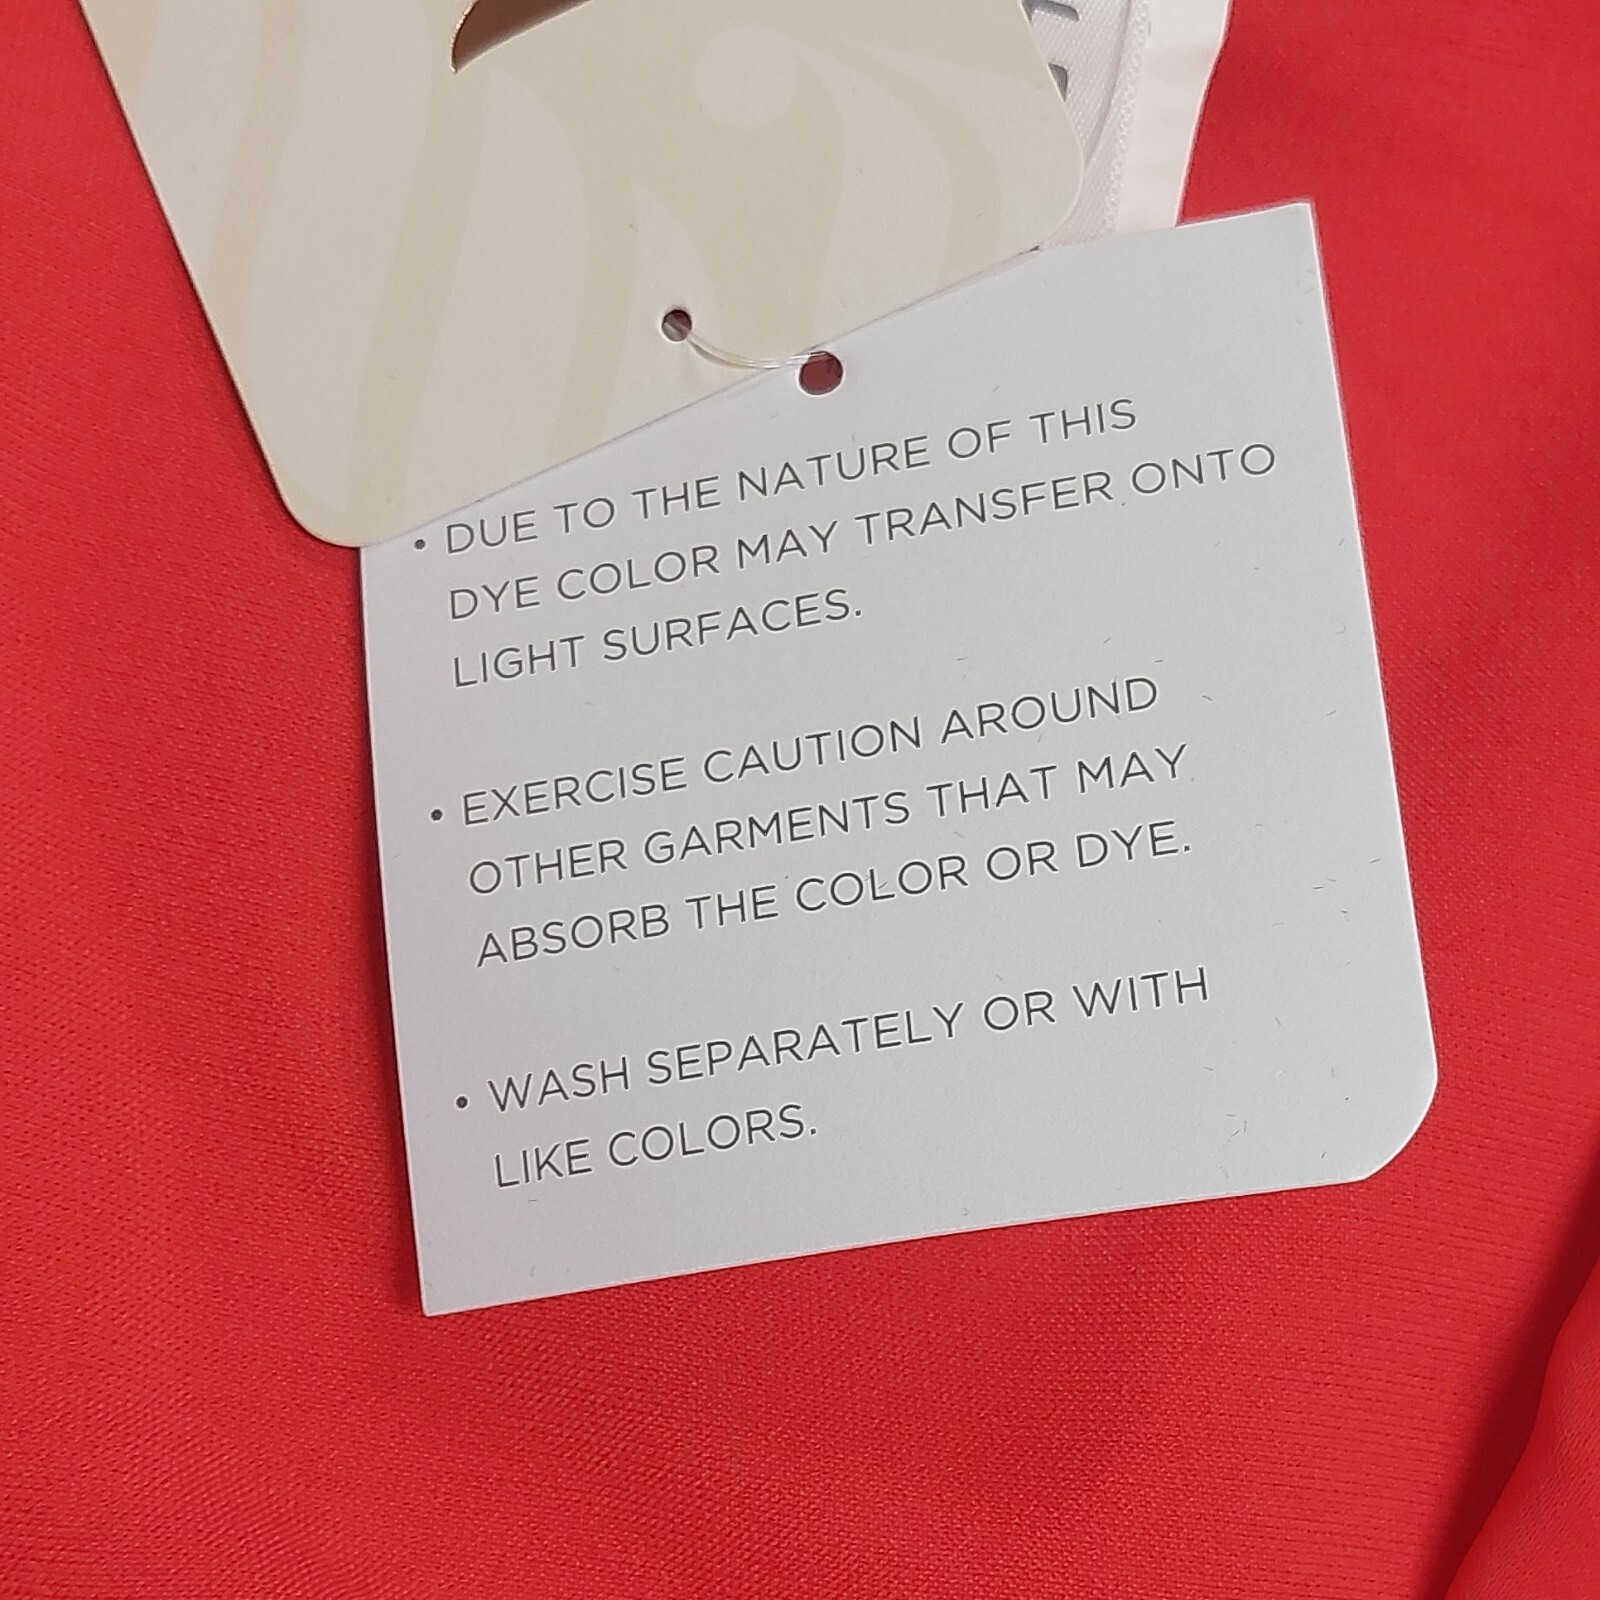 • DUE TO THE NATURE OF THIS
DYE COLOR MAY TRANSFER ONTO
LIGHT SURFACES.
• EXERCISE CAUTION AROUND
OTHER GARMENTS THAT MAY
ABSORB THE COLOR OR DYE.
• WASH SEPARATELY OR WITH
LIKE COLORS.